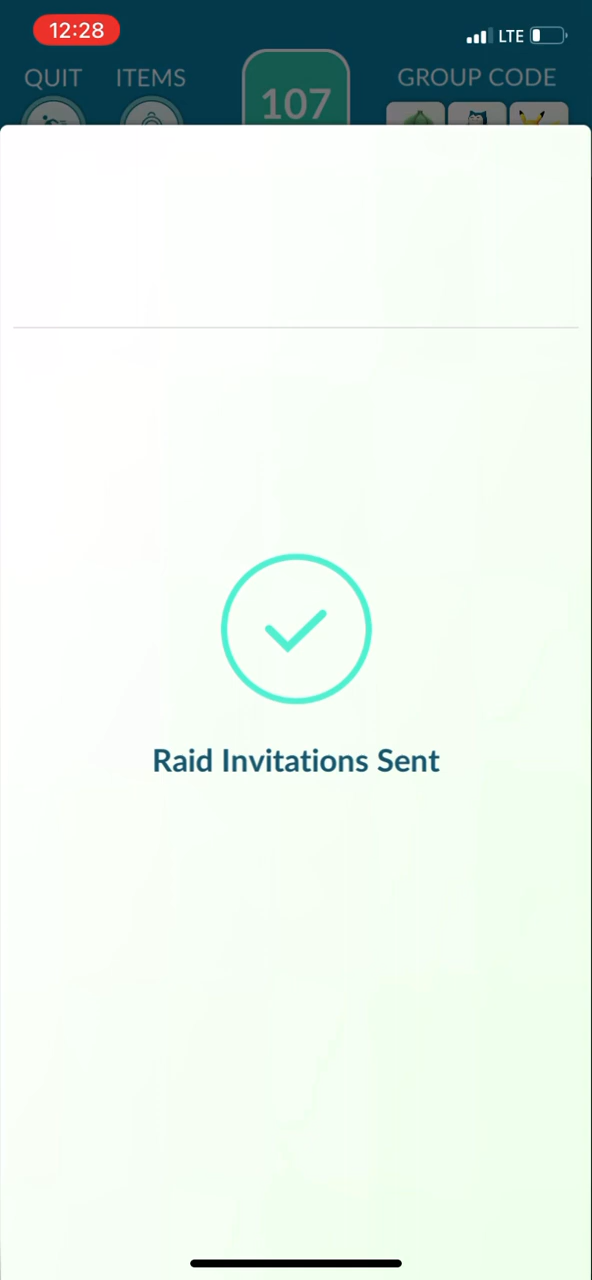 12:28
LTE
QUIT ITEMS
107
GROUP CODE
Raid Invitations Sent